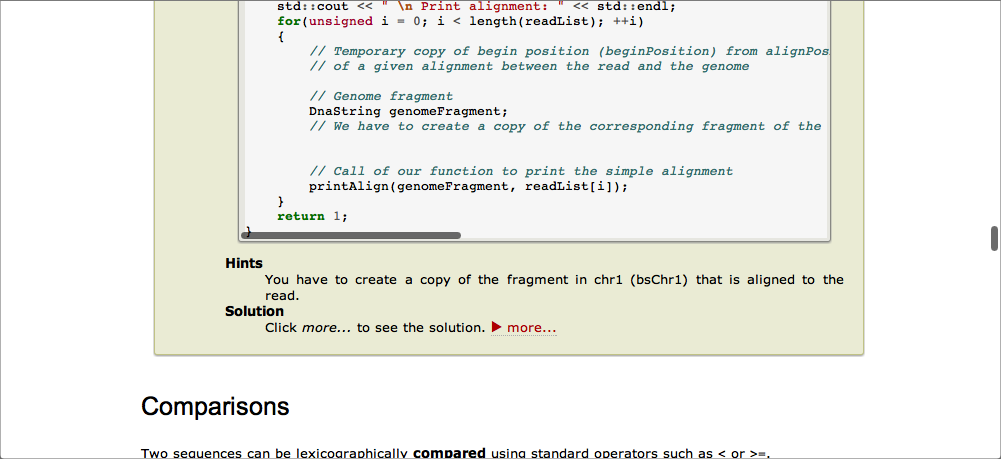 std::cout << " \n Print alignment: " << std::endl;
for(unsigned i = 0; i < length(readList); ++i)
{
// Temporary copy of begin position (beginPosition) from alignPos
// of a given alignment between the read and the genome
// Genome fragment
DnaString genomeFragment;
// We have to create a copy of the corresponding fragment of the
// Call of our function to print the simple alignment
printAlign(genomeFragment, readList[i]);
}
return 1;
}
Hints
You have to create a copy of the fragment in chr1 (bsChr1) that is aligned to the
read.
Solution
Click more... to see the solution. ▶ more...
Comparisons
Two sequences can be lexicographically compared using standard operators such as < or >=.